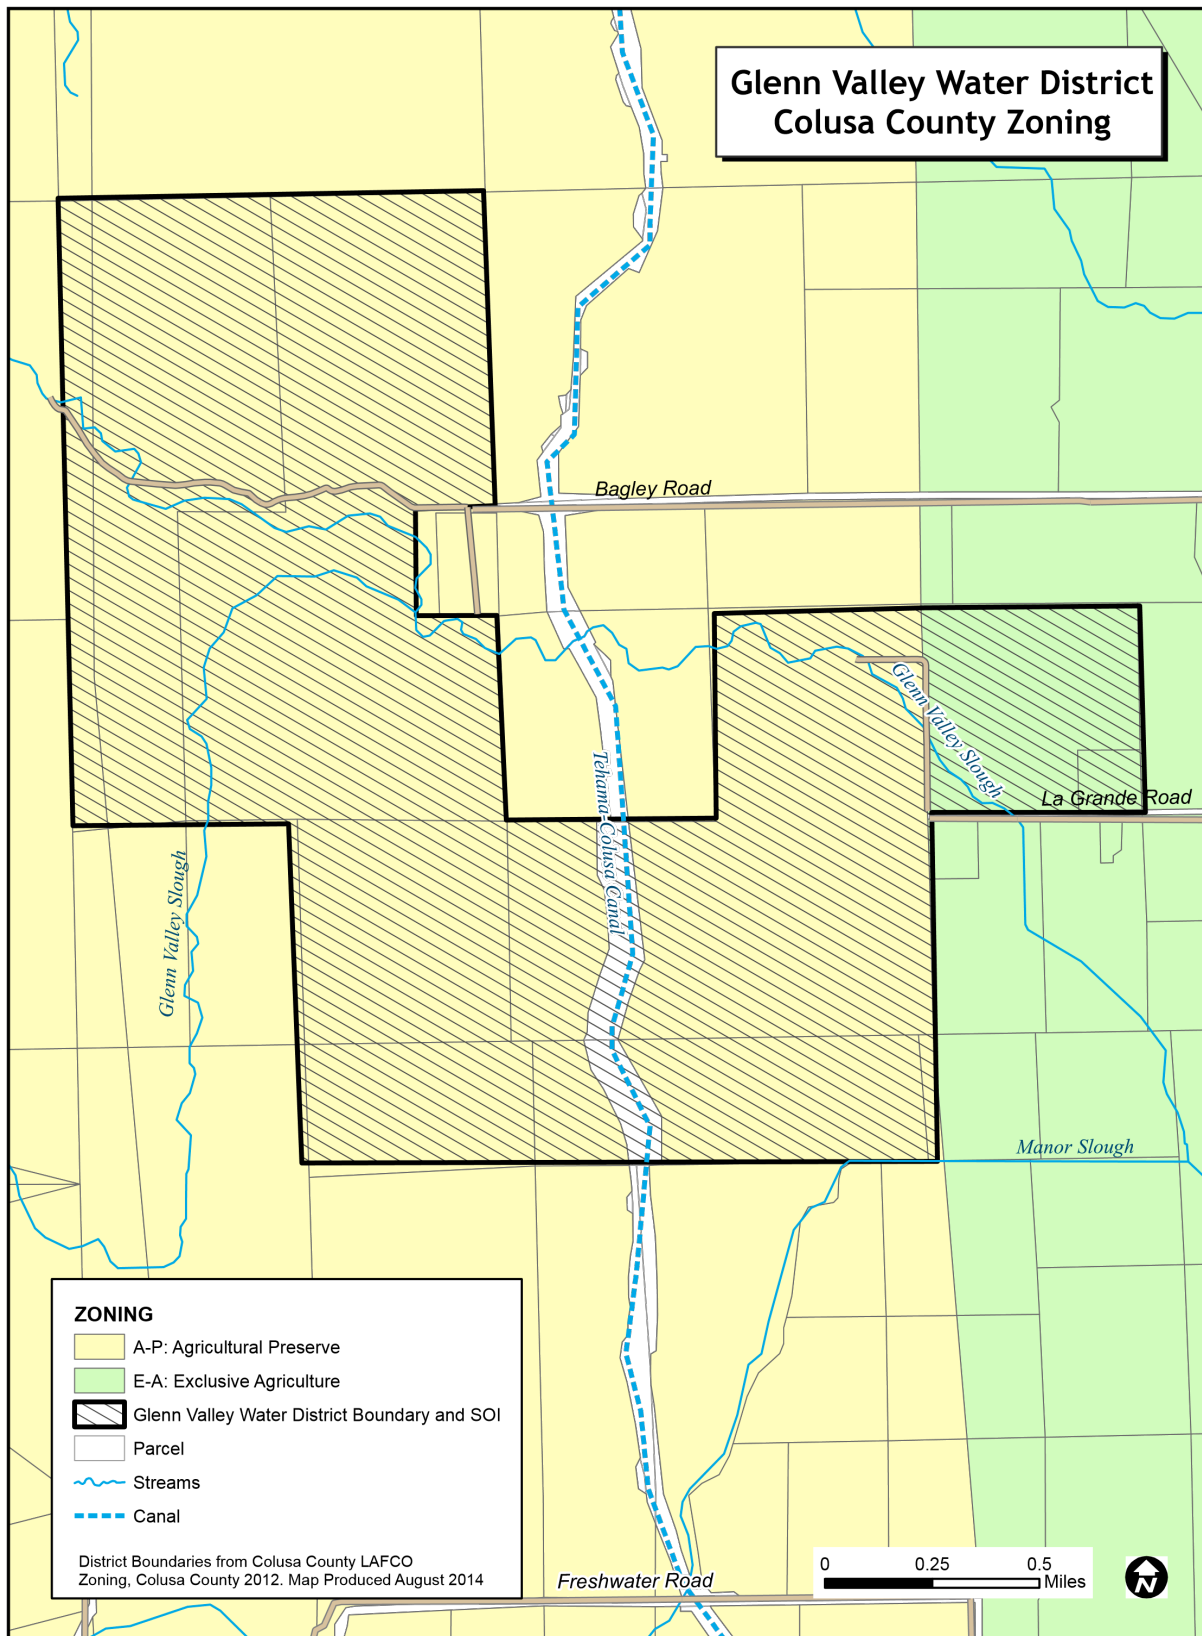 Glenn Valley Water District
Colusa County Zoning
Bagley Road
Glenn Valley Slough
La Grande Road
Tehama-Colusa Canal
Glenn Valley Slough
Manor Slough
ZONING
A-P: Agricultural Preserve
E-A: Exclusive Agriculture
Glenn Valley Water District Boundary and SOI
Parcel
Streams
Canal
District Boundaries from Colusa County LAFCO
Zoning, Colusa County 2012. Map Produced August 2014
Freshwater Road
0 0.25 0.5
Miles
N